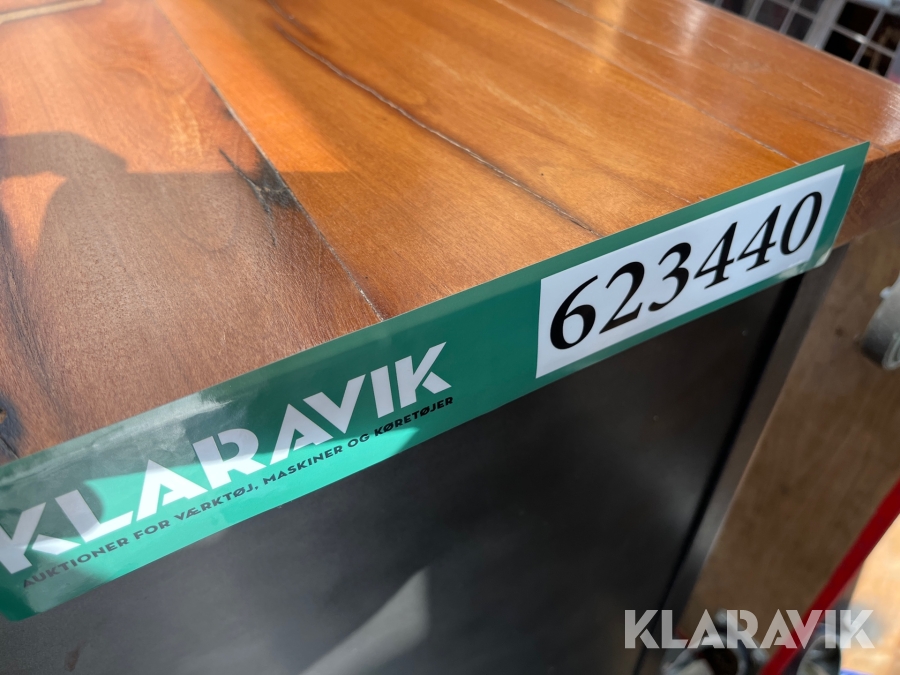 623440
KLARAVIK
AUKTIONER FOR VÆRKTØJ, MASKINER OG KØRETØJER
KLARAVIK